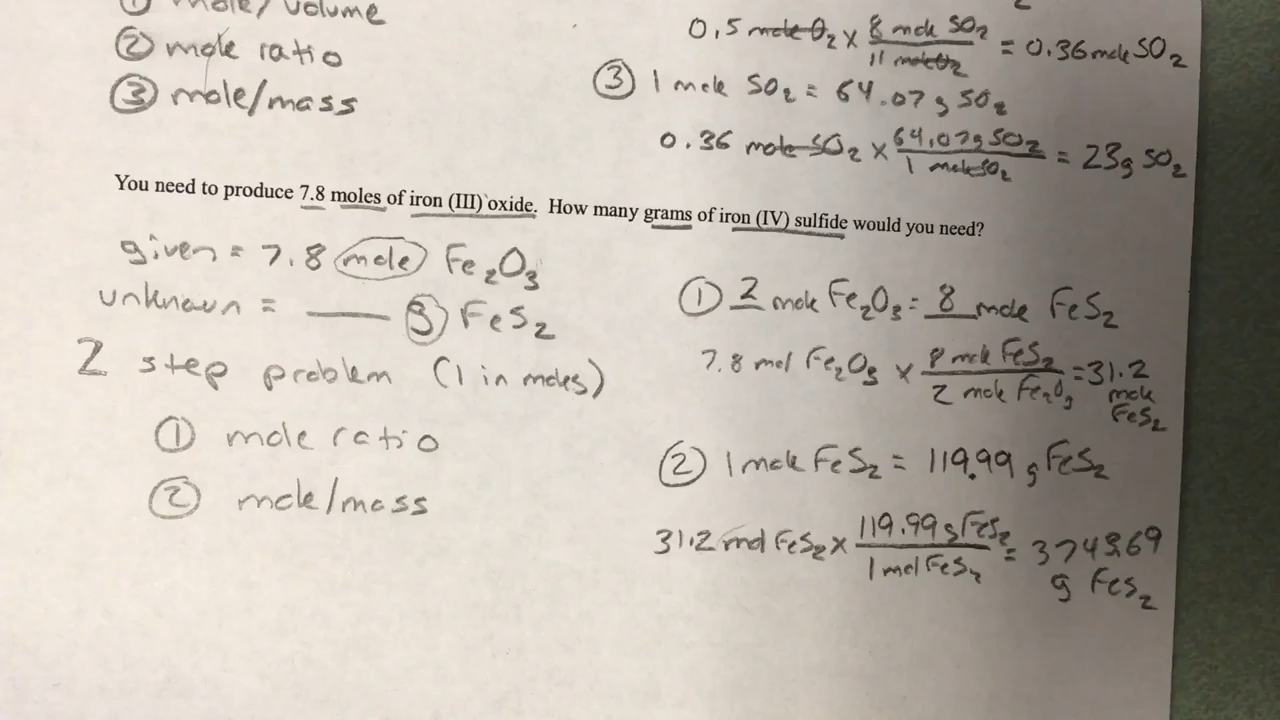 ① mole/volume
② mole ratio
③ mole/mass
0.5 mole O₂ x 8 mole SO₂ / 11 mole O₂ = 0.36 mole SO₂
③ 1 mole SO₂ = 64.07 g SO₂
0.36 mole SO₂ x 64.07g SO₂ / 1 mole SO₂ = 23g SO₂
You need to produce 7.8 moles of iron (III) oxide. How many grams of iron (IV) sulfide would you need?
given = 7.8 mole Fe₂O₃
unknown = ___ g FeS₂
2 step problem (1 in moles)
① mole ratio
② mole/mass
① 2 mole Fe₂O₃ = 8 mole FeS₂
7.8 mol Fe₂O₃ x 8 mole FeS₂ / 2 mole Fe₂O₃ = 31.2 mole FeS₂
② 1 mole FeS₂ = 119.99 g FeS₂
31.2 mol FeS₂ x 119.99 g FeS₂ / 1 mol FeS₂ = 3743.69
g FeS₂